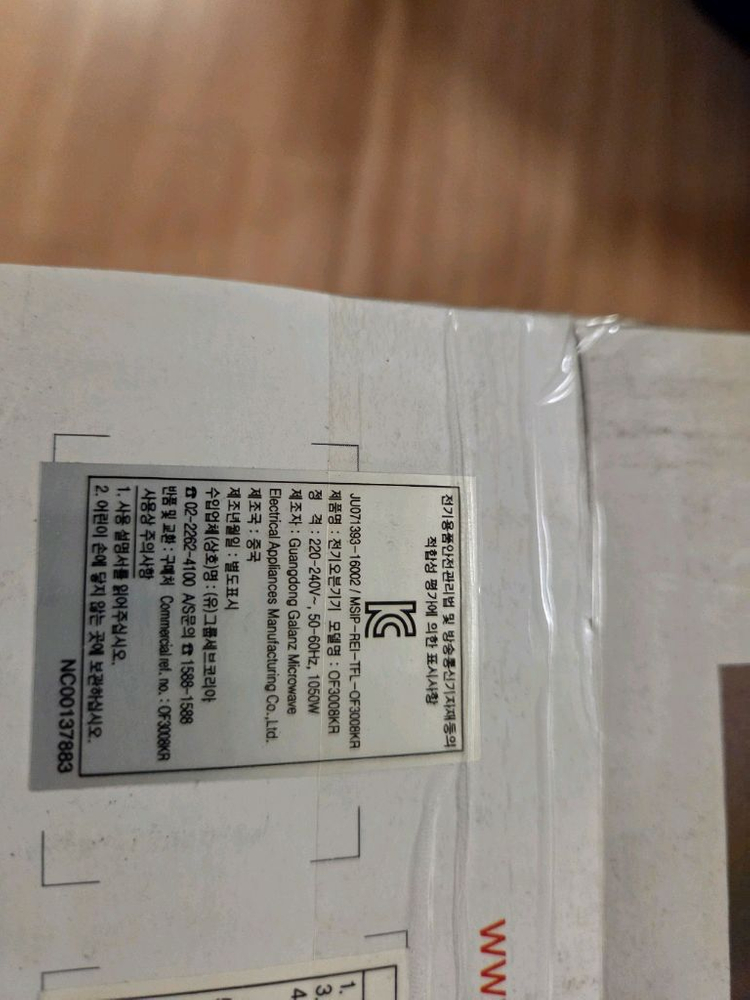 전기용품안전관리법 및 방송통신기자재등의
적합성 평가에 의한 표시사항
JU071393-16002 / MSIP-REI-TFL-OF3008KR
제품명 : 전기오븐기기 모델명 : OF3008KR
정 격 : 220-240V~, 50-60Hz, 1050W
제조자 : Guangdong Galanz Microwave
Electrical Appliances Manufacturing Co.,Ltd.
제조국 : 중국
제조년월일 : 별도표시
수입업체(상호)명 : (유)그룹세브코리아
☎ 02-2262-4100 A/S문의 ☎ 1588-1588
반품 및 교환 : 구매처 Commercial ref. no. : OF3008KR
사용상 주의사항
1. 사용 설명서를 읽어주십시오.
2. 어린이 손에 닿지 않는 곳에 보관하십시오.
NC00137883
WW
1.
3.
4